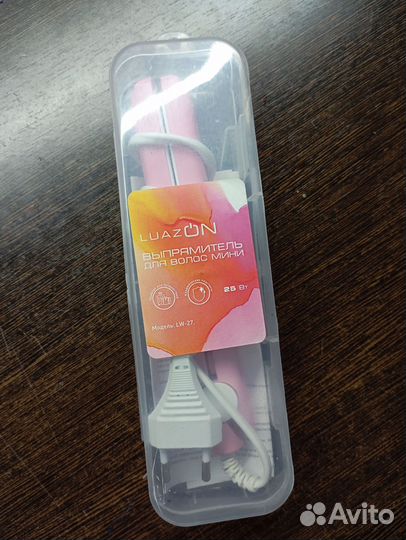 LUAZON
ВЫПРЯМИТЕЛЬ
ДЛЯ ВОЛОС МИНИ
25 Вт
Модель: LW-27.
Avito